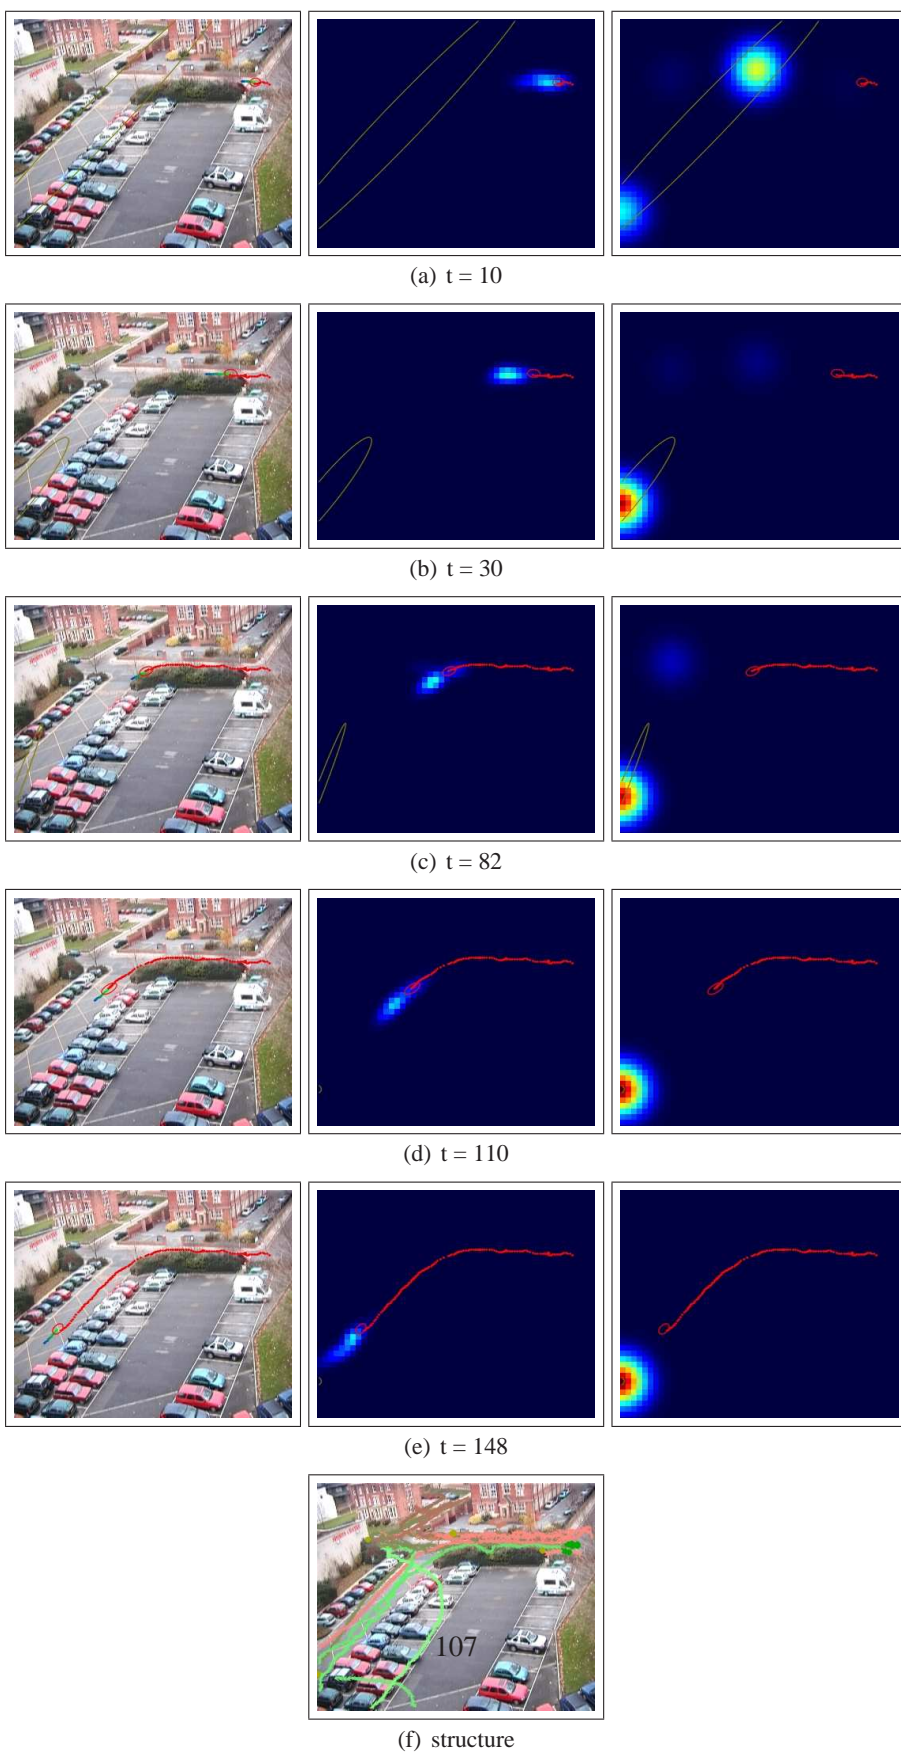 (a) t = 10
(b) t = 30
(c) t = 82
(d) t = 110
(e) t = 148
107
(f) structure